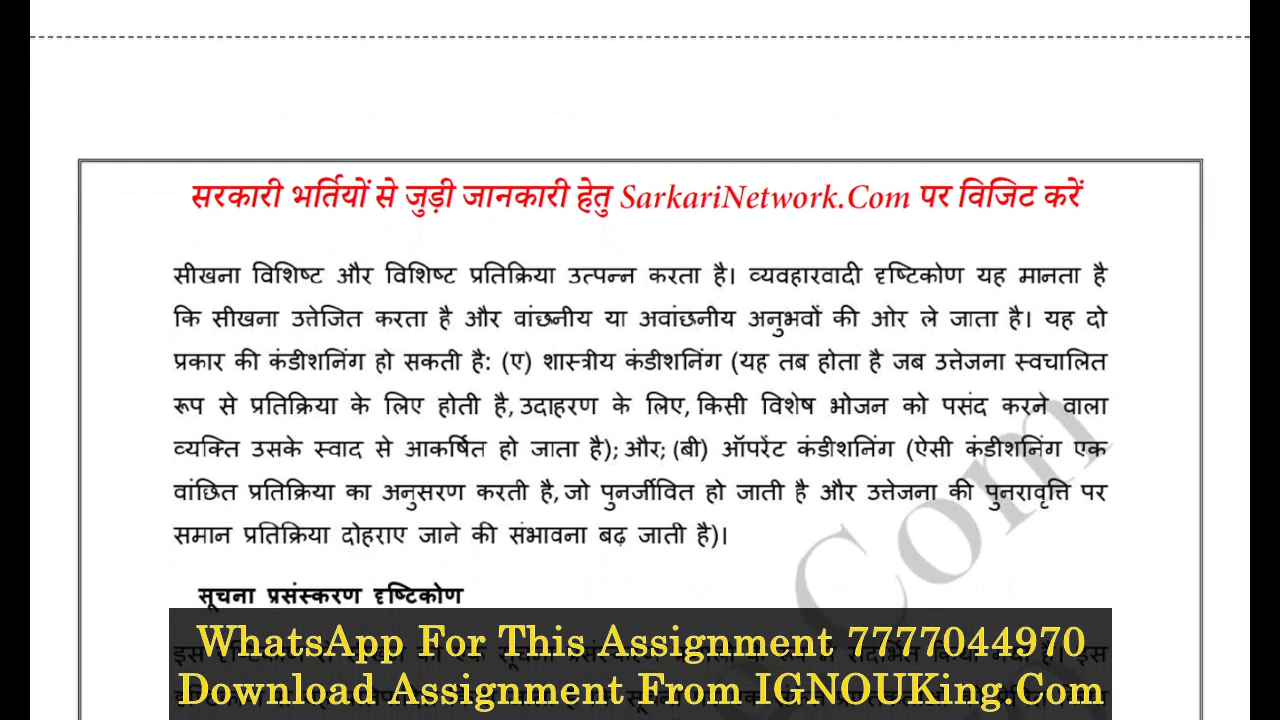 सरकारी भर्तियों से जुड़ी जानकारी हेतु SarkariNetwork.Com पर विजिट करें
सीखना विशिष्ट और विशिष्ट प्रतिक्रिया उत्पन्न करता है। व्यवहारवादी दृष्टिकोण यह मानता है
कि सीखना उत्तेजित करता है और वांछनीय या अवांछनीय अनुभवों की ओर ले जाता है। यह दो
प्रकार की कंडीशनिंग हो सकती है: (ए) शास्त्रीय कंडीशनिंग (यह तब होता है जब उत्तेजना स्वचालित
रूप से प्रतिक्रिया के लिए होती है, उदाहरण के लिए, किसी विशेष भोजन को पसंद करने वाला
व्यक्ति उसके स्वाद से आकर्षित हो जाता है); और; (बी) ऑपरेंट कंडीशनिंग (ऐसी कंडीशनिंग एक
वांछित प्रतिक्रिया का अनुसरण करती है, जो पुनर्जीवित हो जाती है और उत्तेजना की पुनरावृत्ति पर
समान प्रतिक्रिया दोहराए जाने की संभावना बढ़ जाती है)।
सूचना प्रसंस्करण दृष्टिकोण
WhatsApp For This Assignment 7777044970
Download Assignment From IGNOUKing.Com
Com